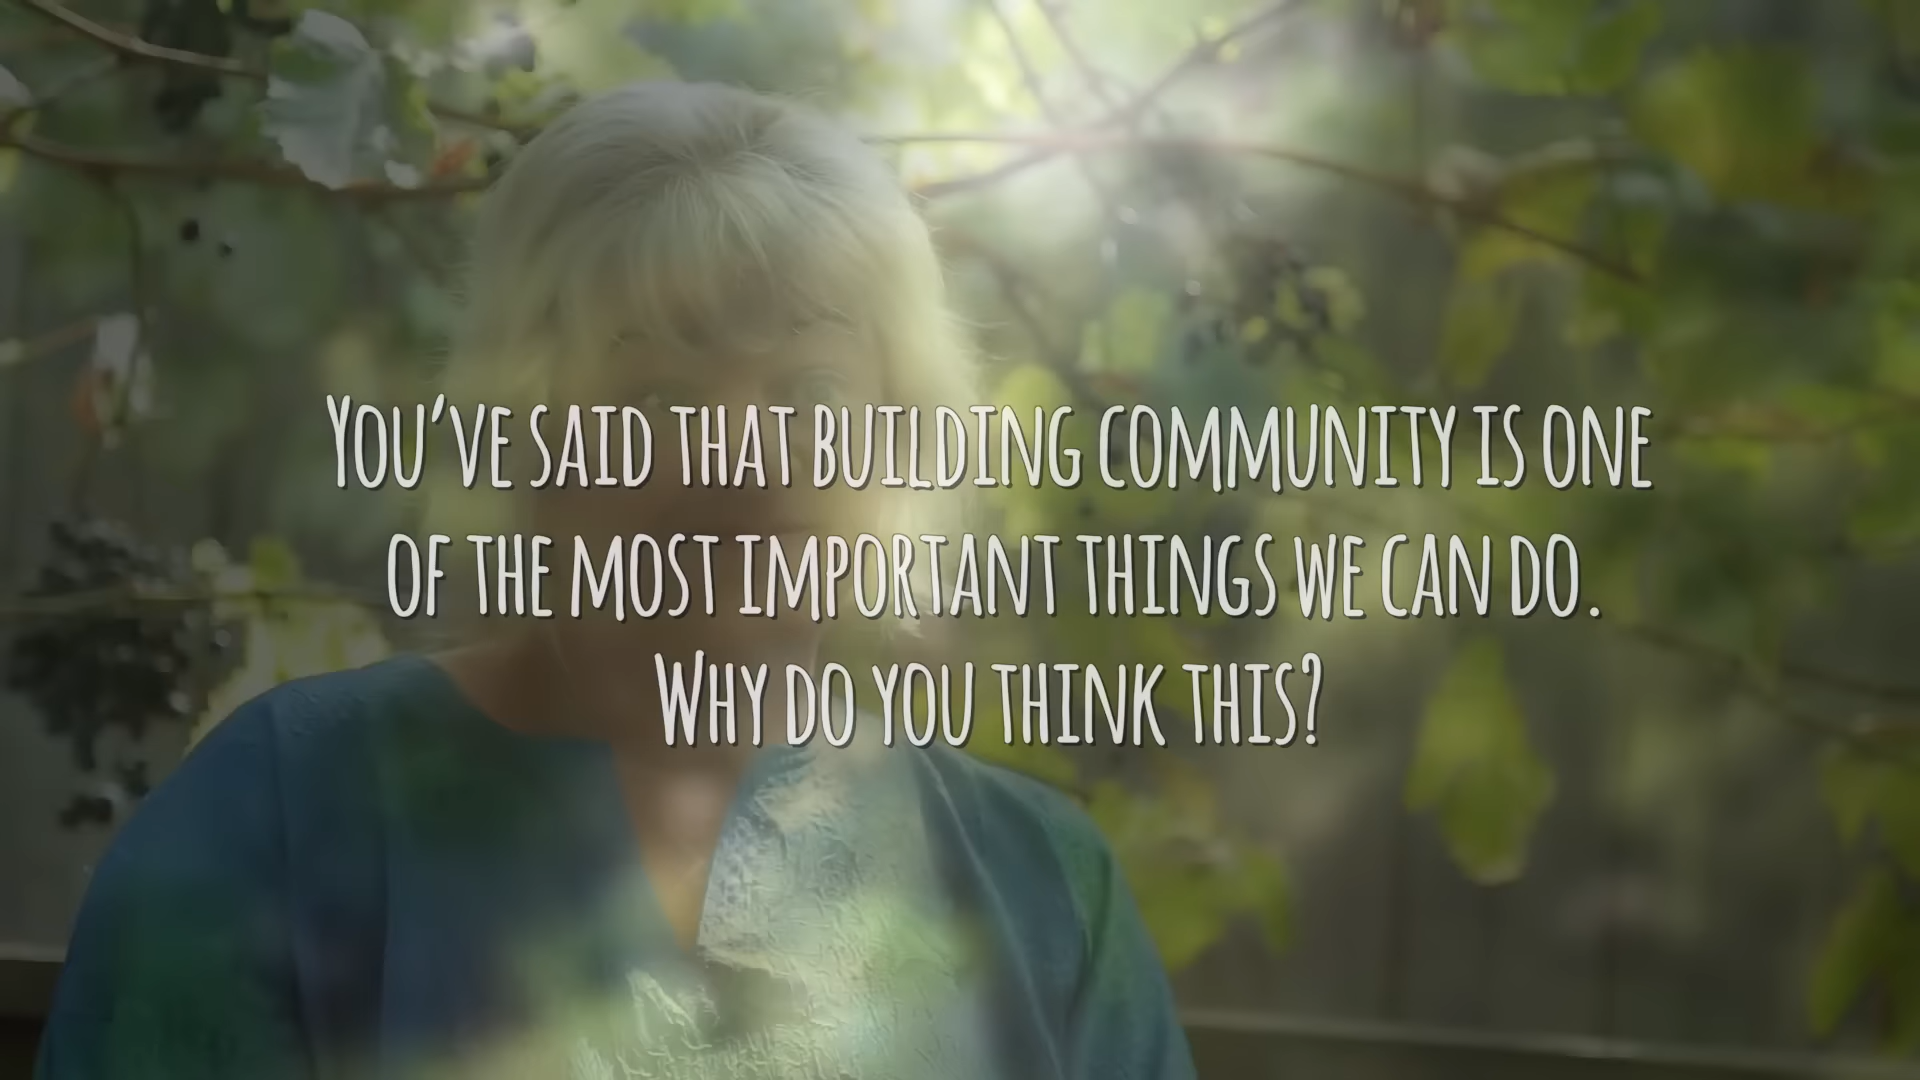 You've said that building community is one
of the most important things we can do.
Why do you think this?